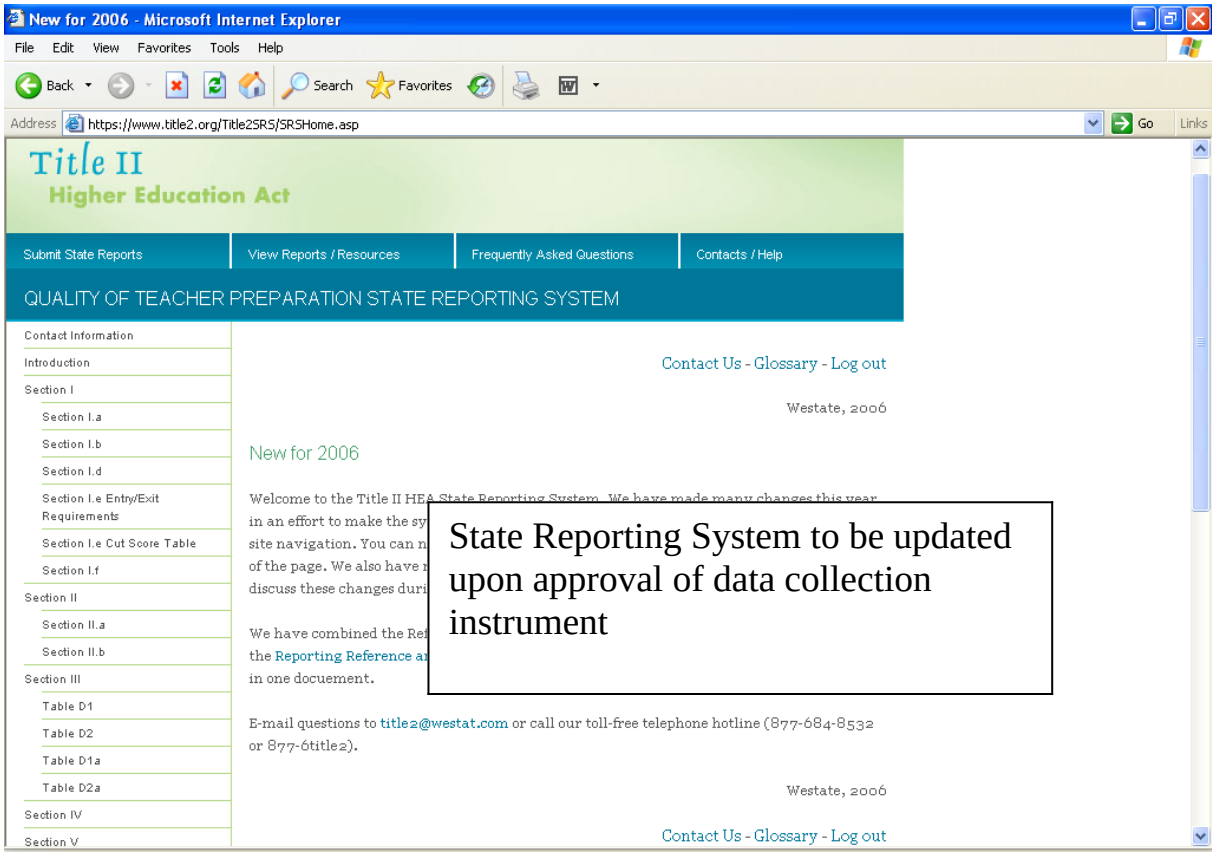 New for 2006 - Microsoft Internet Explorer
File Edit View Favorites Tools Help
Back Search Favorites
Address https://www.title2.org/Title2SRS/SRSHome.asp Go Links
Title II
Higher Education Act
Submit State Reports View Reports / Resources Frequently Asked Questions Contacts / Help
QUALITY OF TEACHER PREPARATION STATE REPORTING SYSTEM
Contact Information
Introduction
Section I
Section I.a
Section I.b
Section I.d
Section I.e Entry/Exit
Requirements
Section I.e Cut Score Table
Section I.f
Section II
Section II.a
Section II.b
Section III
Table D1
Table D2
Table D1a
Table D2a
Section IV
Section V
Contact Us - Glossary - Log out
Westate, 2006
New for 2006
Welcome to the Title II HEA State Reporting System. We have made many changes this year
in an effort to make the
site navigation. You can
of the page. We also have
discuss these changes
We have combined the
the Reporting Reference
in one docuement.
State Reporting System to be updated
upon approval of data collection
instrument
E-mail questions to title2@westat.com or call our toll-free telephone hotline (877-684-8532
or 877-6title2).
Westate, 2006
Contact Us - Glossary - Log out